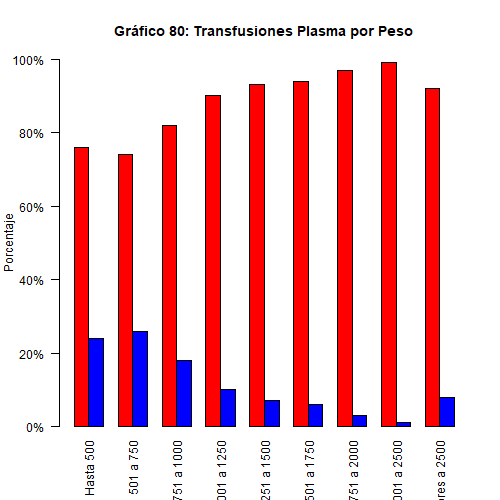 Gráfico 80: Transfusiones Plasma por Peso
100%
80%
60%
40%
20%
0%
Porcentaje
Hasta 500
501 a 750
751 a 1000
001 a 1250
251 a 1500
501 a 1750
751 a 2000
001 a 2500
res a 2500